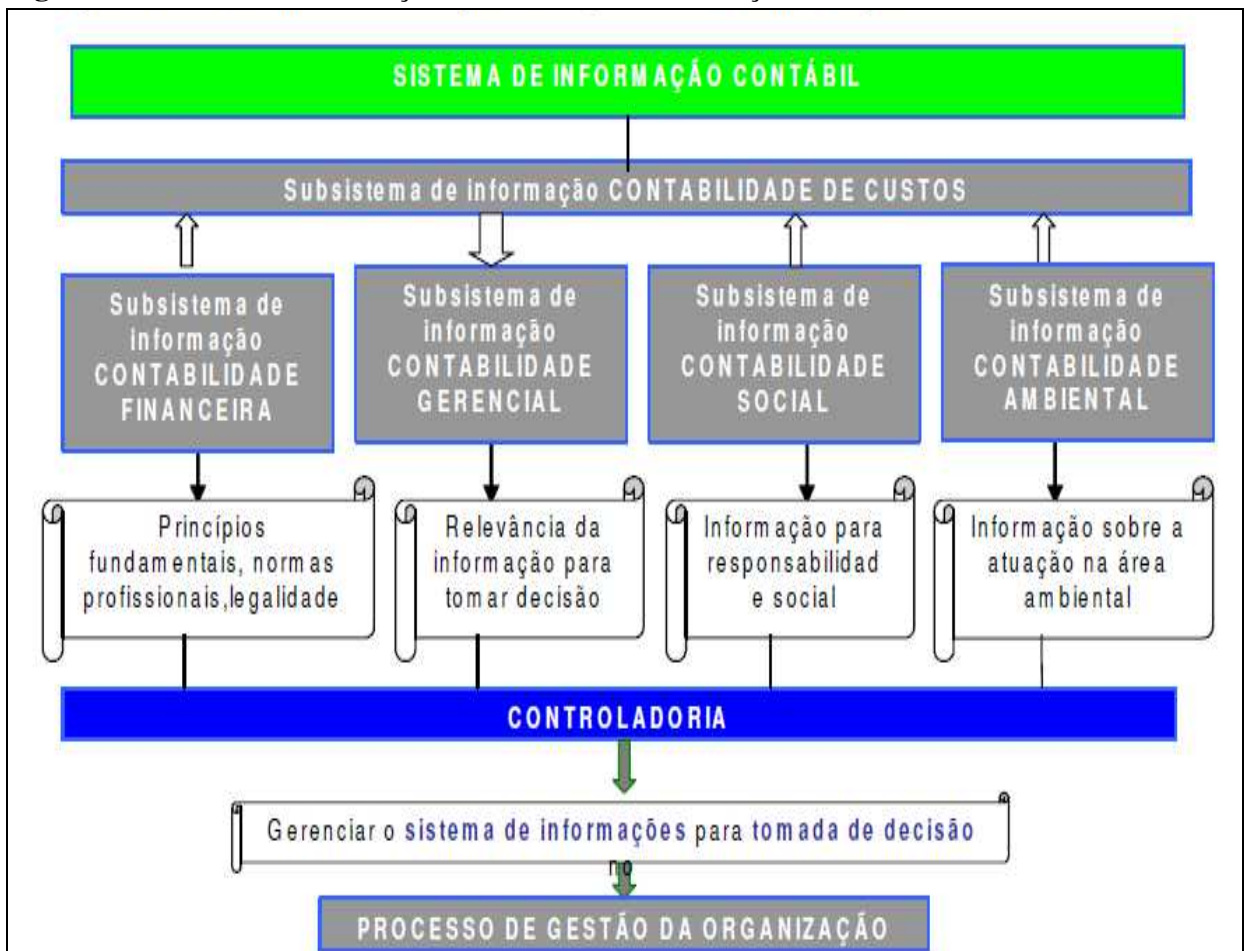 SISTEMA DE INFORMAÇÃO CONTÁBIL
Subsistema de informação CONTABILIDADE DE CUSTOS
Subsistema de
informação
CONTABILIDADE
FINANCEIRA
Subsistema de
informação
CONTABILIDADE
GERENCIAL
Subsistema de
informação
CONTABILIDADE
SOCIAL
Subsistema de
informação
CONTABILIDADE
AMBIENTAL
Princípios
fundamentais, normas
profissionais,legalidade
Relevância da
informação para
tomar decisão
Informação para
responsabilidad
e social
Informação sobre a
atuação na área
ambiental
CONTROLADORIA
Gerenciar o sistema de informações para tomada de decisão
no
PROCESSO DE GESTÃO DA ORGANIZAÇÃO